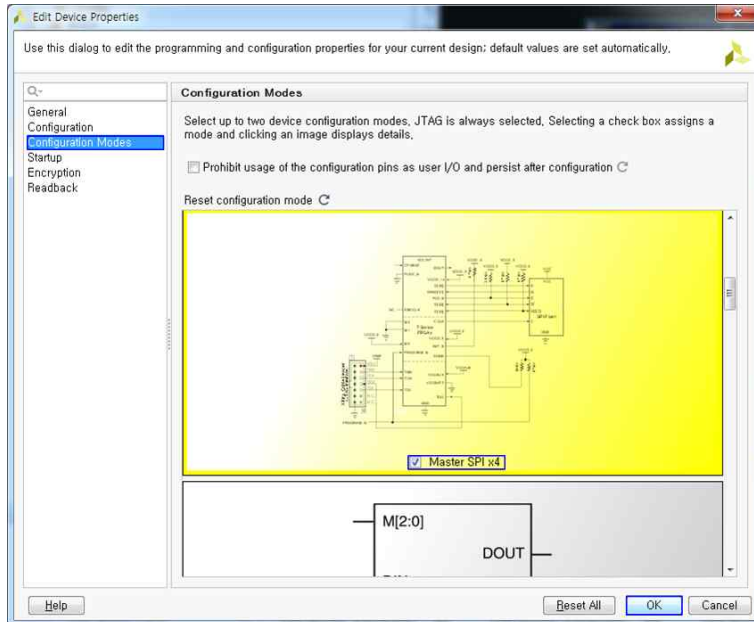 Edit Device Properties
Use this dialog to edit the programming and configuration properties for your current design; default values are set automatically.
General
Configuration
Configuration Modes
Startup
Encryption
Readback
Configuration Modes
Select up to two device configuration modes. JTAG is always selected. Selecting a check box assigns a
mode and clicking an image displays details.
Prohibit usage of the configuration pins as user I/O and persist after configuration
Reset configuration mode
Master SPI x4
M[2:0]
DOUT
Help
Reset All
OK
Cancel